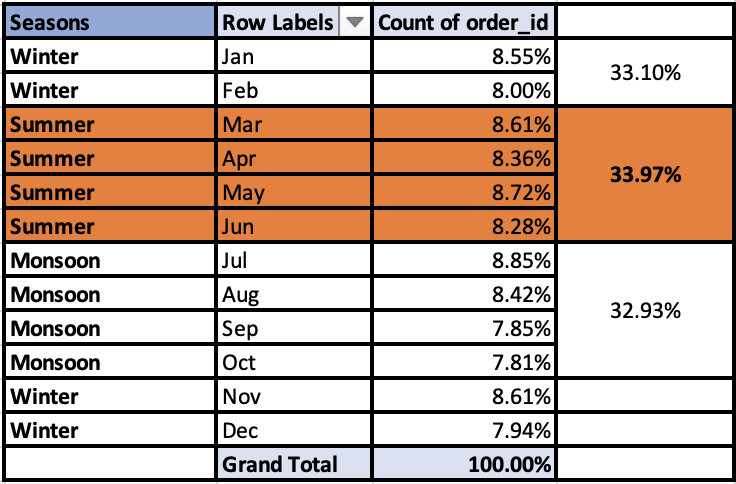 Seasons Row Labels Count of order_id
Winter Jan 8.55% 33.10%
Winter Feb 8.00%
Summer Mar 8.61% 33.97%
Summer Apr 8.36%
Summer May 8.72%
Summer Jun 8.28%
Monsoon Jul 8.85% 32.93%
Monsoon Aug 8.42%
Monsoon Sep 7.85%
Monsoon Oct 7.81%
Winter Nov 8.61%
Winter Dec 7.94%
Grand Total 100.00%